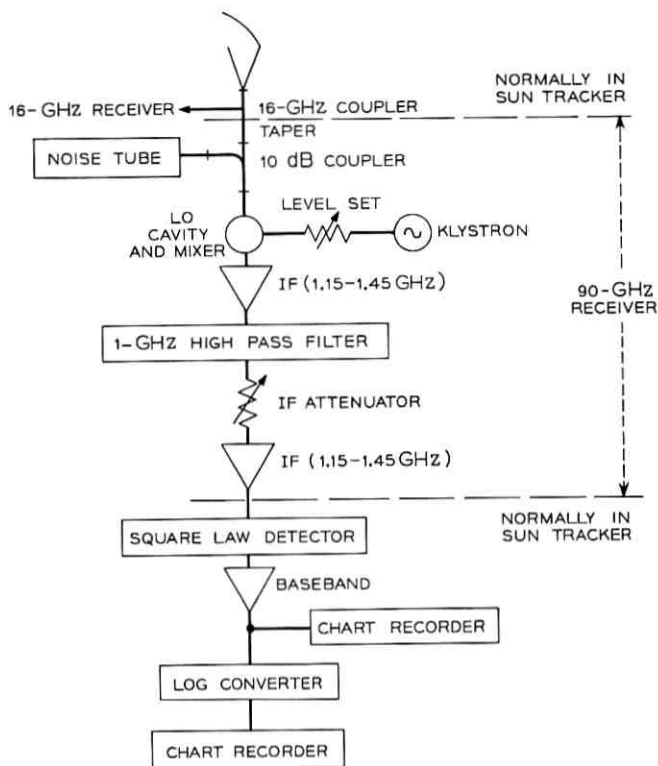 NORMALLY IN
SUN TRACKER
16-GHz RECEIVER
16-GHz COUPLER
TAPER
NOISE TUBE
10 dB COUPLER
LEVEL SET
LO
CAVITY
AND MIXER
KLYSTRON
IF (1.15-1.45 GHz)
90-GHz
RECEIVER
1-GHz HIGH PASS FILTER
IF ATTENUATOR
IF (1.15-1.45 GHz)
NORMALLY IN
SUN TRACKER
SQUARE LAW DETECTOR
BASEBAND
CHART RECORDER
LOG CONVERTER
CHART RECORDER